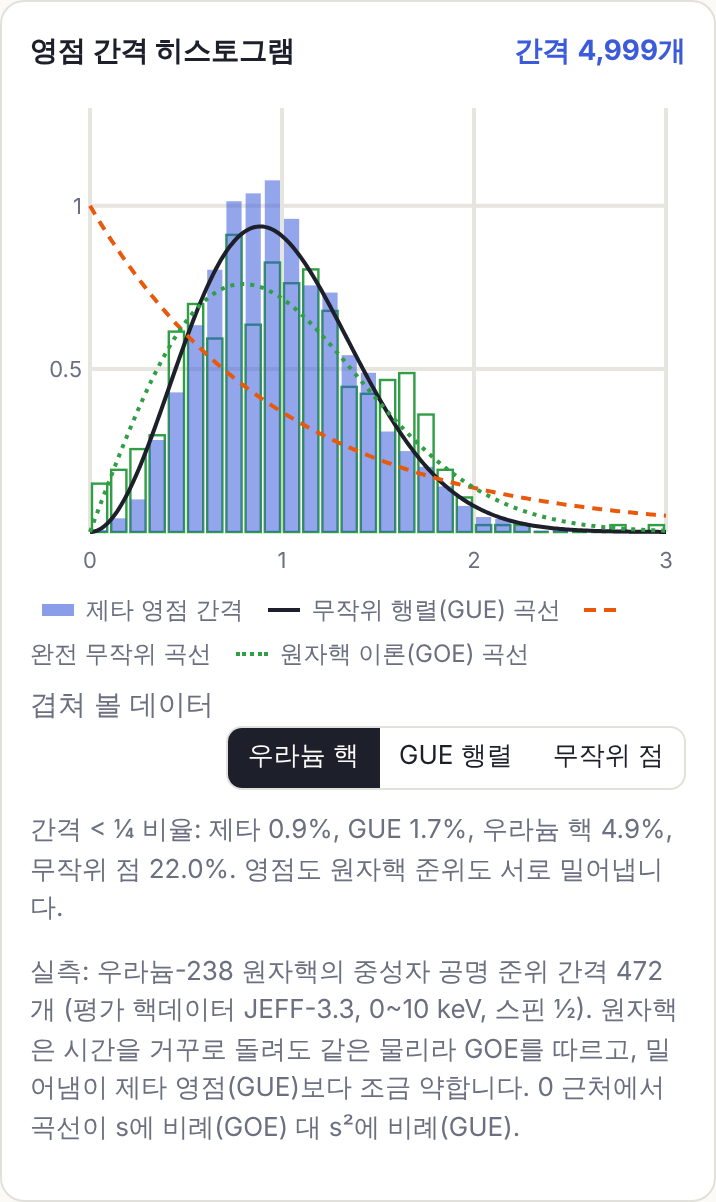 영점 간격 히스토그램
간격 4,999개
1
0.5
0
1
2
3
제타 영점 간격 무작위 행렬(GUE) 곡선
완전 무작위 곡선 원자핵 이론(GOE) 곡선
겹쳐 볼 데이터
우라늄 핵 GUE 행렬 무작위 점
간격 < ¼ 비율: 제타 0.9%, GUE 1.7%, 우라늄 핵 4.9%,
무작위 점 22.0%. 영점도 원자핵 준위도 서로 밀어냅니
다.
실측: 우라늄-238 원자핵의 중성자 공명 준위 간격 472
개 (평가 핵데이터 JEFF-3.3, 0~10 keV, 스핀 ½). 원자핵
은 시간을 거꾸로 돌려도 같은 물리라 GOE를 따르고, 밀
어냄이 제타 영점(GUE)보다 조금 약합니다. 0 근처에서
곡선이 s에 비례(GOE) 대 s²에 비례(GUE).